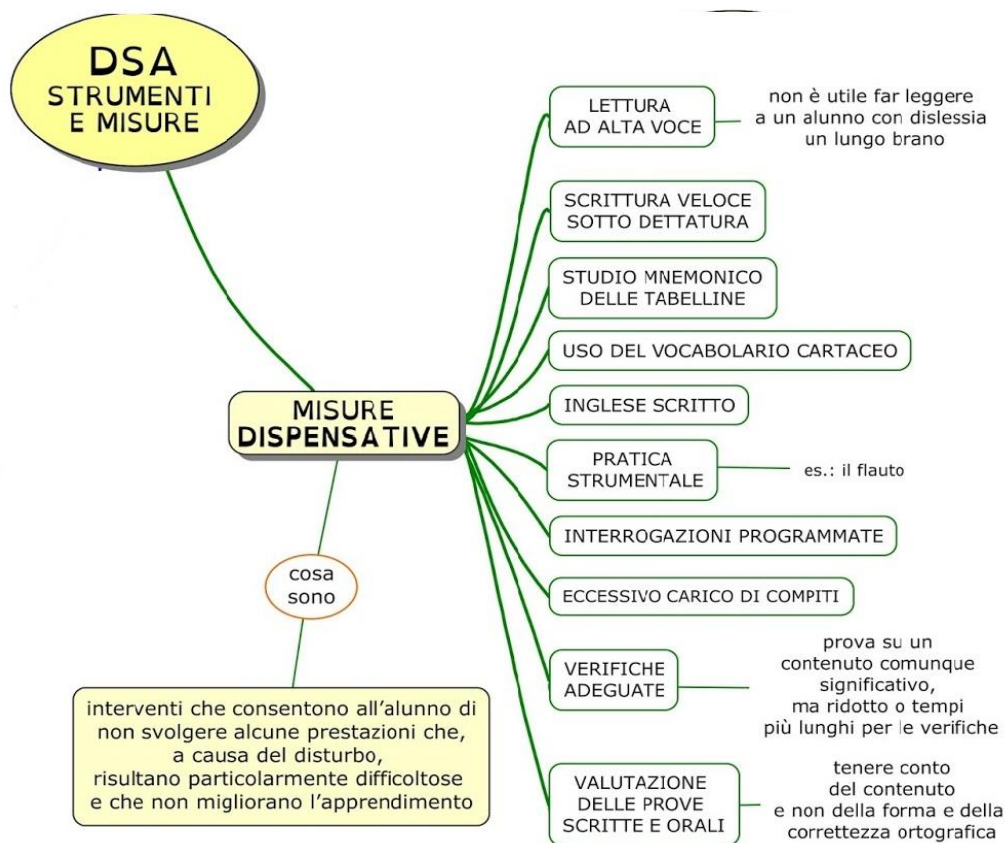 DSA
STRUMENTI
E MISURE
MISURE
DISPENSATIVE
cosa
sono
interventi che consentono all’alunno di
non svolgere alcune prestazioni che,
a causa del disturbo,
risultano particolarmente difficoltose
e che non migliorano l’apprendimento
LETTURA
AD ALTA VOCE
non è utile far leggere
a un alunno con dislessia
un lungo brano
SCRITTURA VELOCE
SOTTO DETTATURA
STUDIO MNEMONICO
DELLE TABELLINE
USO DEL VOCABOLARIO CARTACEO
INGLESE SCRITTO
PRATICA
STRUMENTALE
es.: il flauto
INTERROGAZIONI PROGRAMMATE
ECCESSIVO CARICO DI COMPITI
VERIFICHE
ADEGUATE
prova su un
contenuto comunque
significativo,
ma ridotto o tempi
più lunghi per le verifiche
VALUTAZIONE
DELLE PROVE
SCRITTE E ORALI
tenere conto
del contenuto
e non della forma e della
correttezza ortografica